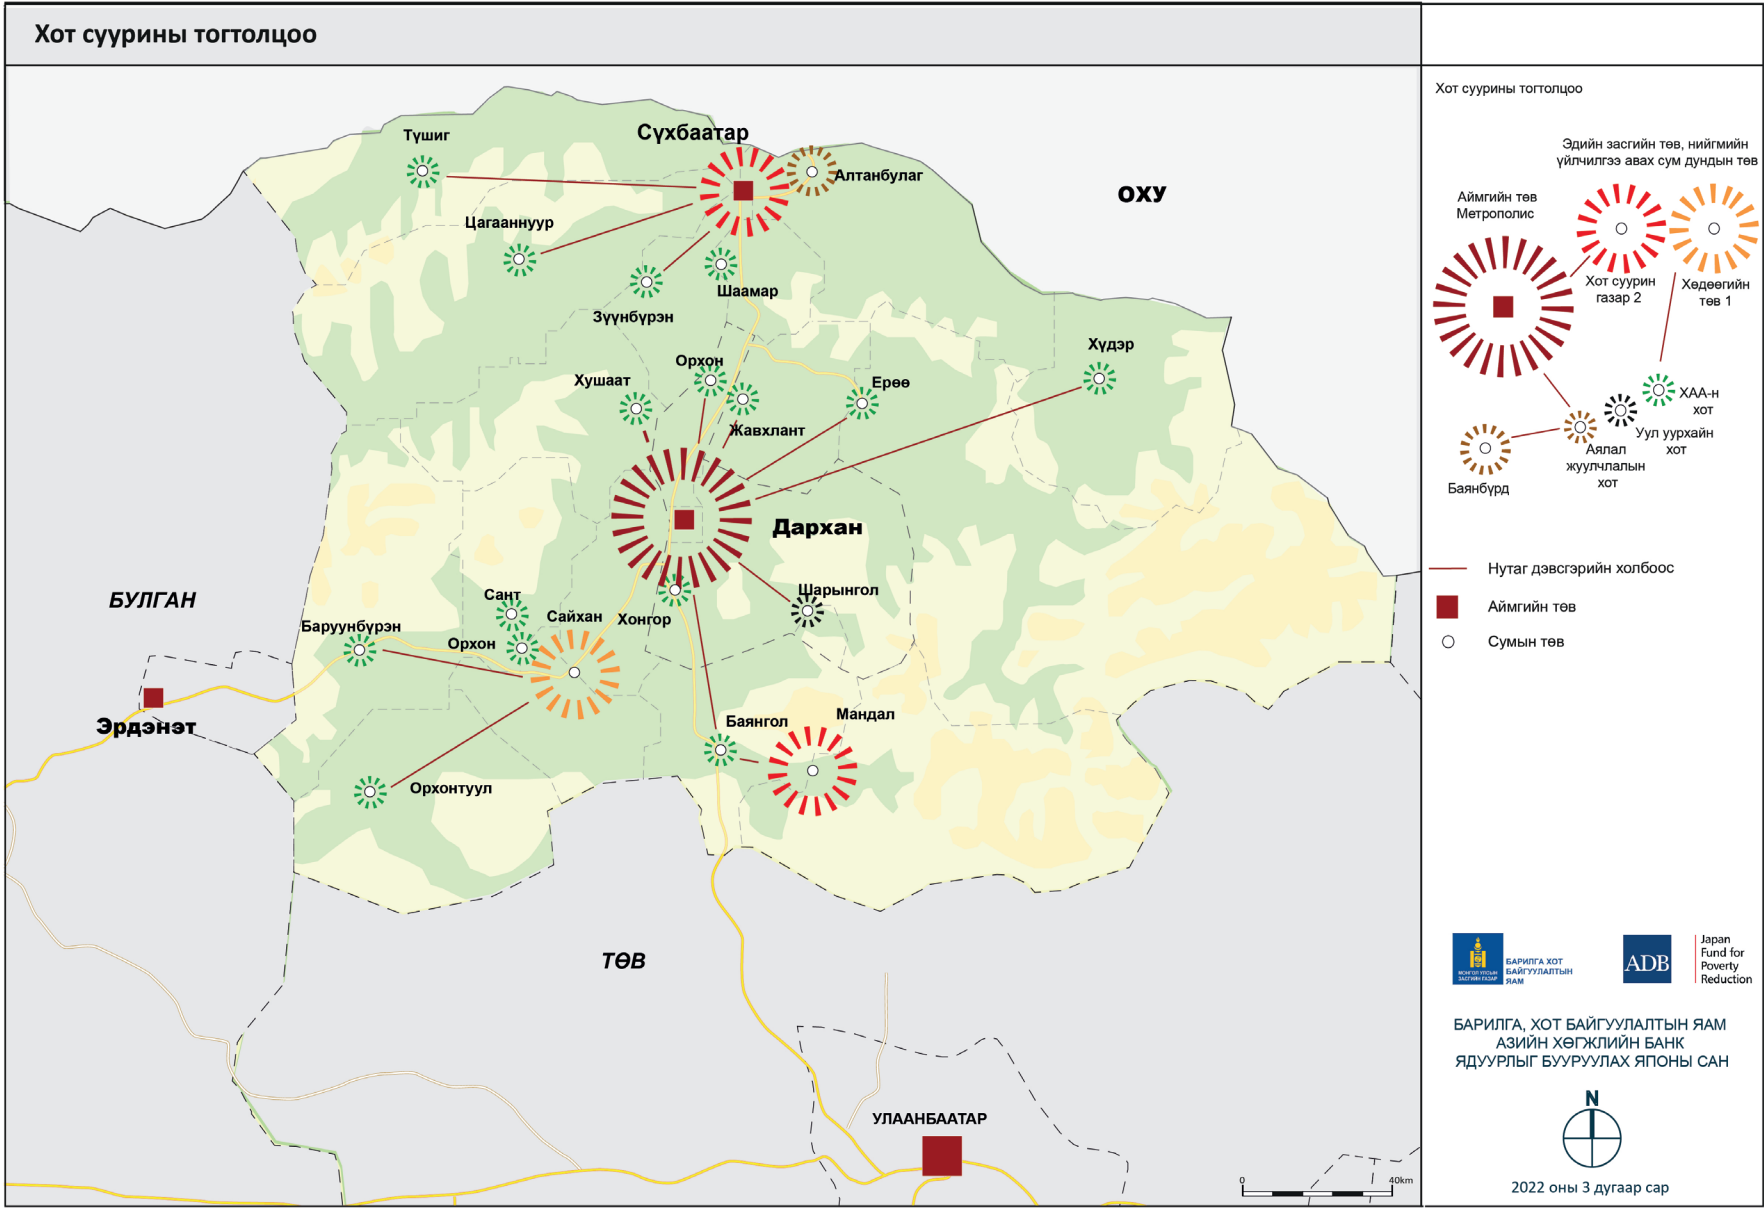 Хот суурины тогтолцоо
Түшиг
Сүхбаатар
Алтанбулаг
ОХУ
Цагааннуур
Шаамар
Зүүнбүрэн
Орхон
Хүдэр
Хушаат
Ерөө
Жавхлант
Дархан
БУЛГАН
Сант
Шарынгол
Сайхан
Хонгор
Баруунбүрэн
Орхон
Эрдэнэт
Баянгол
Мандал
Орхонтуул
ТӨВ
УЛААНБААТАР
0
40km
Хот суурины тогтолцоо
Эдийн засгийн төв, нийгмийн
үйлчилгээ авах сум дундын төв
Аймгийн төв
Метрополис
Хот суурин
газар 2
Хөдөөгийн
төв 1
ХАА-н
хот
Уул уурхайн
хот
Аялал
жуулчлалын
хот
Баянбүрд
Нутаг дэвсгэрийн холбоос
Аймгийн төв
Сумын төв
МОНГОЛ УЛСЫН
ЗАСГИЙН ГАЗАР
БАРИЛГА ХОТ
БАЙГУУЛАЛТЫН
ЯАМ
ADB
Japan
Fund for
Poverty
Reduction
БАРИЛГА, ХОТ БАЙГУУЛАЛТЫН ЯАМ
АЗИЙН ХӨГЖЛИЙН БАНК
ЯДУУРЛЫГ БУУРУУЛАХ ЯПОНЫ САН
N
2022 оны 3 дугаар сар